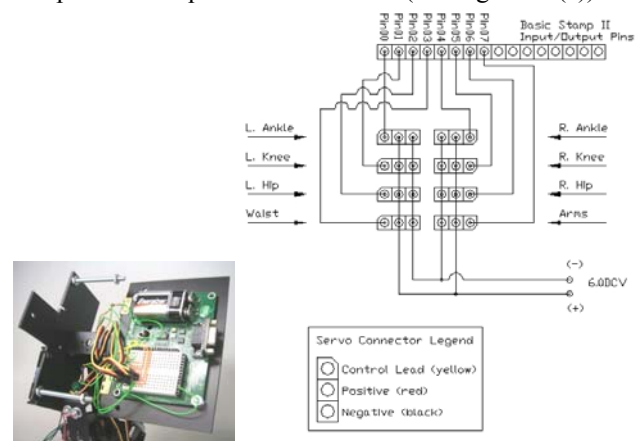 Pin00 Pin01 Pin02 Pin03 Pin04 Pin05 Pin06 Pin07
Basic Stamp II
Input/Output Pins
L. Ankle
R. Ankle
L. Knee
R. Knee
L. Hip
R. Hip
Waist
Arms
(-)
6.0DCV
(+)
Servo Connector Legend
Control Lead (yellow)
Positive (red)
Negative (black)